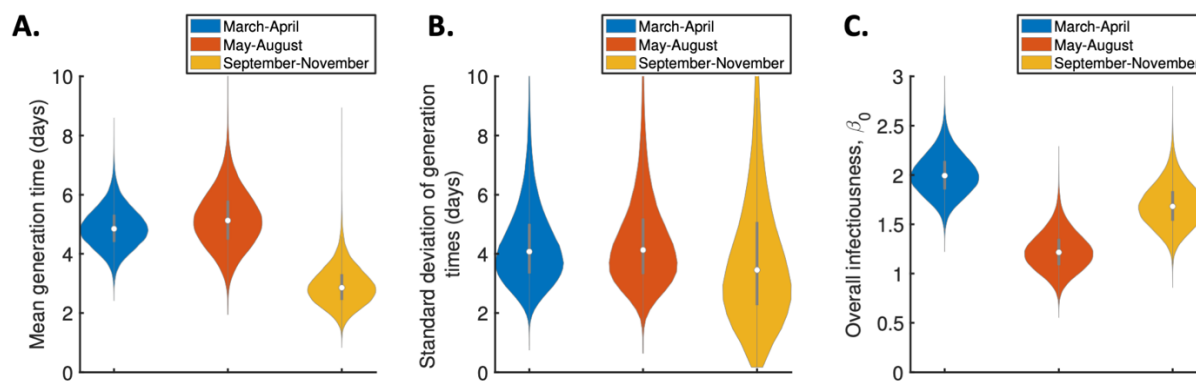 A.
March-April
May-August
September-November
Mean generation time (days)
10
8
6
4
2
0
B.
March-April
May-August
September-November
Standard deviation of generation
times (days)
10
8
6
4
2
0
C.
March-April
May-August
September-November
Overall infectiousness, β0
3
2.5
2
1.5
1
0.5
0